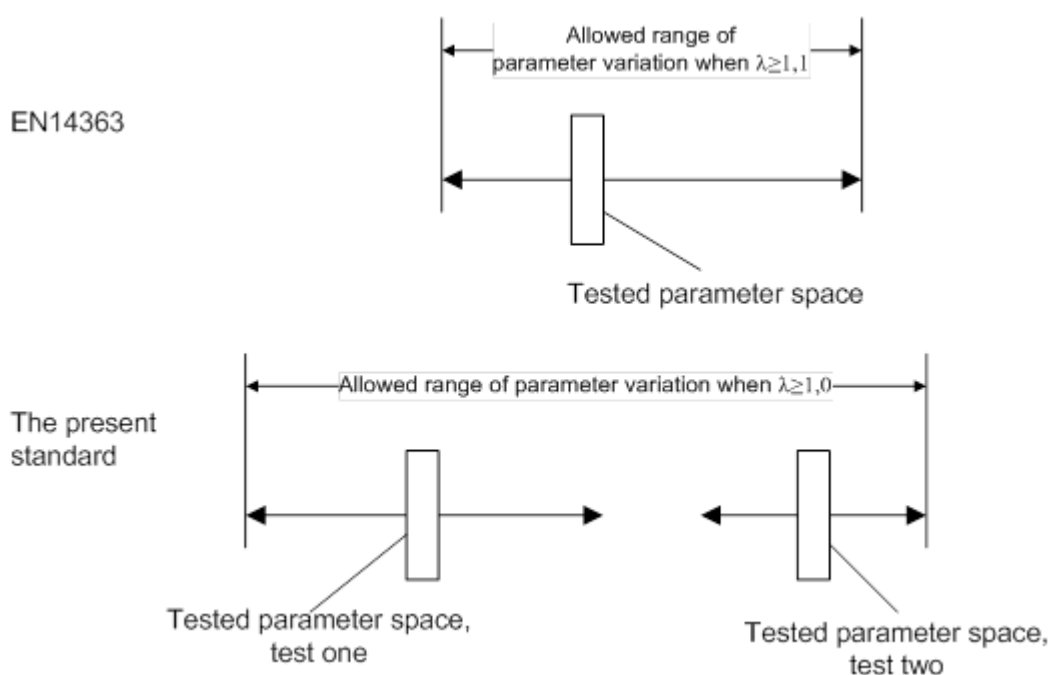 Allowed range of
parameter variation when λ≥1,1
EN14363
Tested parameter space
Allowed range of parameter variation when λ≥1,0
The present
standard
Tested parameter space,
test one
Tested parameter space,
test two